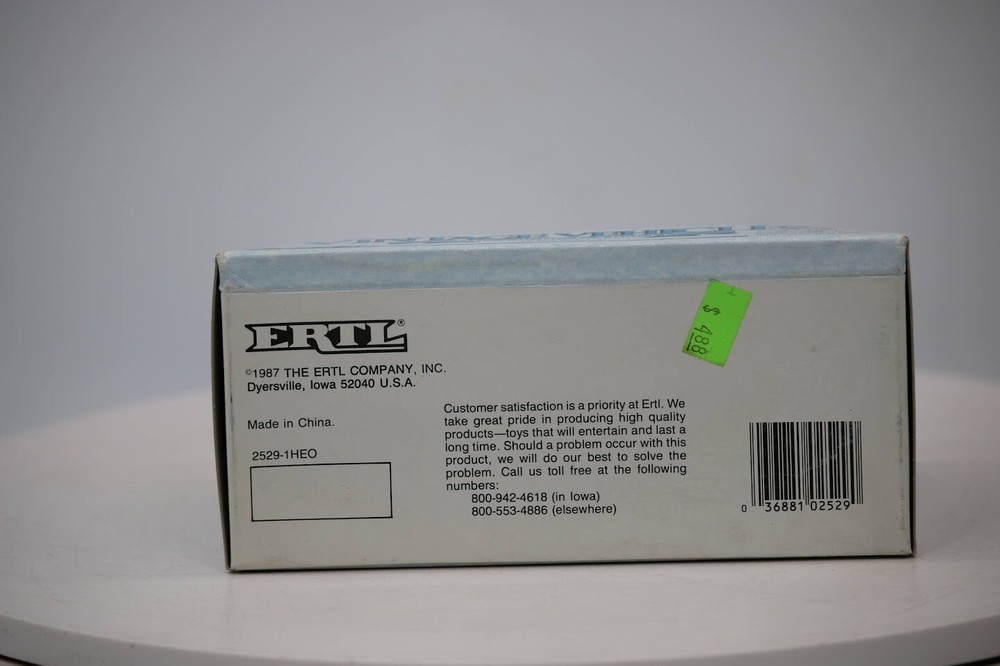 ERTL®
©1987 THE ERTL COMPANY, INC.
Dyersville, Iowa 52040 U.S.A.
$ 488
Made in China.
2529-1HEO
Customer satisfaction is a priority at Ertl. We
take great pride in producing high quality
products—toys that will entertain and last a
long time. Should a problem occur with this
product, we will do our best to solve the
problem. Call us toll free at the following
numbers:
800-942-4618 (in Iowa)
800-553-4886 (elsewhere)
0 36881 02529